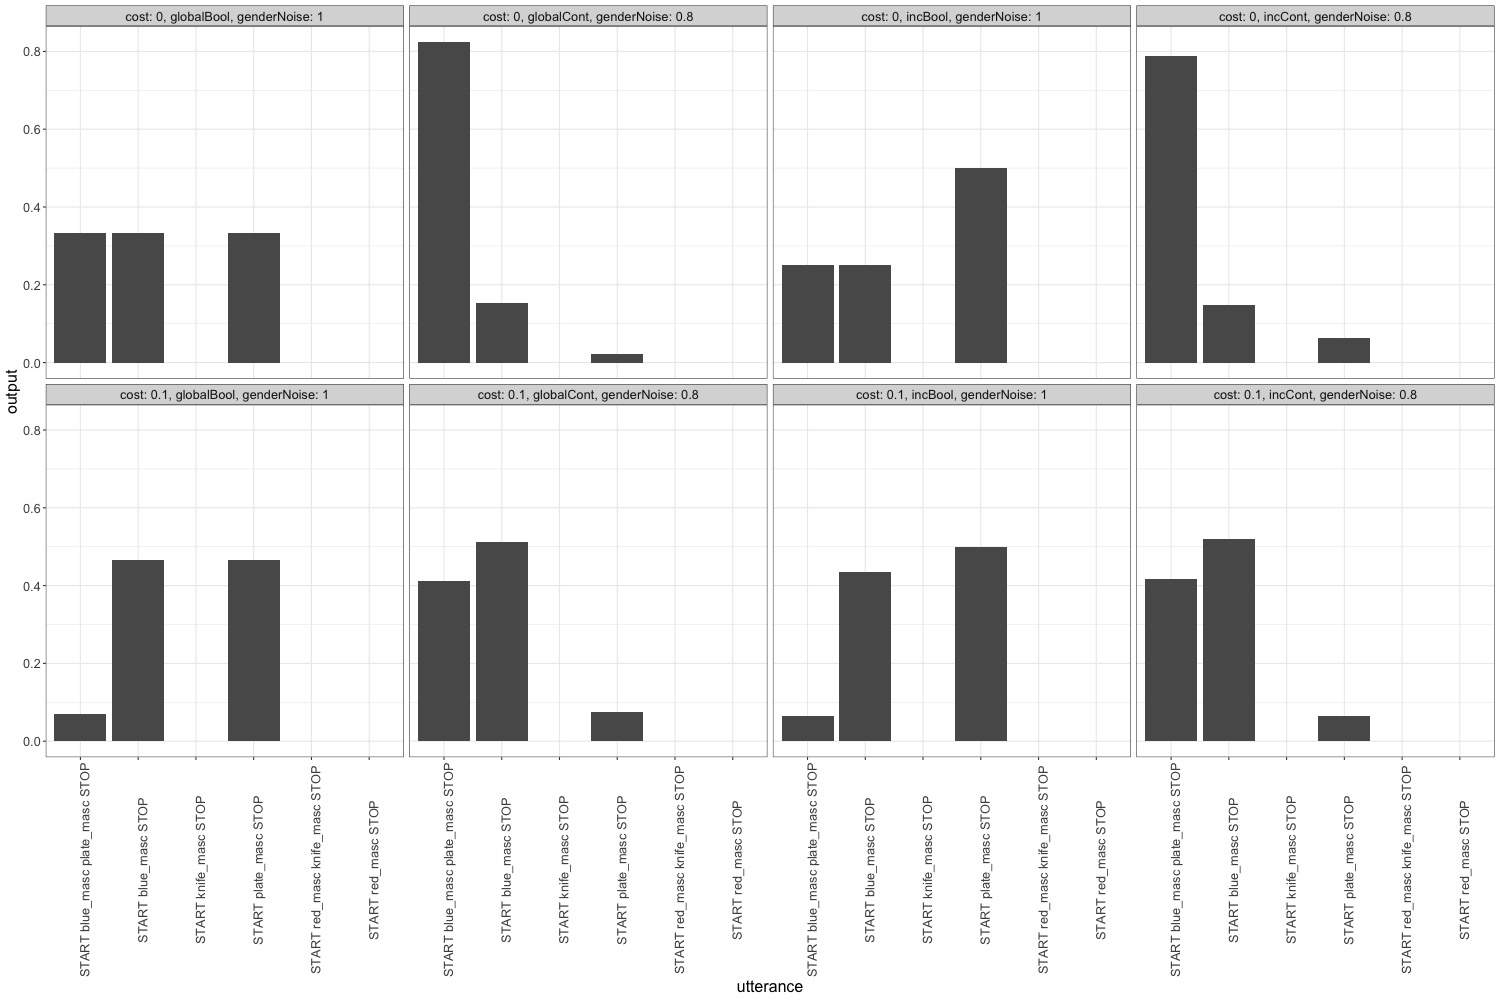 cost: 0, globalBool, genderNoise: 1
cost: 0, globalCont, genderNoise: 0.8
cost: 0, incBool, genderNoise: 1
cost: 0, incCont, genderNoise: 0.8
0.8
0.6
0.4
0.2
0.0
output
cost: 0.1, globalBool, genderNoise: 1
cost: 0.1, globalCont, genderNoise: 0.8
cost: 0.1, incBool, genderNoise: 1
cost: 0.1, incCont, genderNoise: 0.8
0.8
0.6
0.4
0.2
0.0
START blue_masc plate_masc STOP
START blue_masc STOP
START knife_masc STOP
START plate_masc STOP
START red_masc knife_masc STOP
START red_masc STOP
START blue_masc plate_masc STOP
START blue_masc STOP
START knife_masc STOP
START plate_masc STOP
START red_masc knife_masc STOP
START red_masc STOP
START blue_masc plate_masc STOP
START blue_masc STOP
START knife_masc STOP
START plate_masc STOP
START red_masc knife_masc STOP
START red_masc STOP
START blue_masc plate_masc STOP
START blue_masc STOP
START knife_masc STOP
START plate_masc STOP
START red_masc knife_masc STOP
START red_masc STOP
utterance